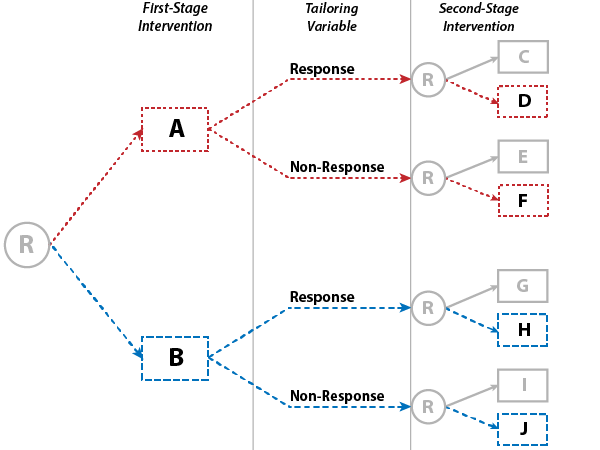 First-Stage
Intervention
Tailoring
Variable
Second-Stage
Intervention
R
A
Response
R
C
D
Non-Response
R
E
F
B
Response
R
G
H
Non-Response
R
I
J